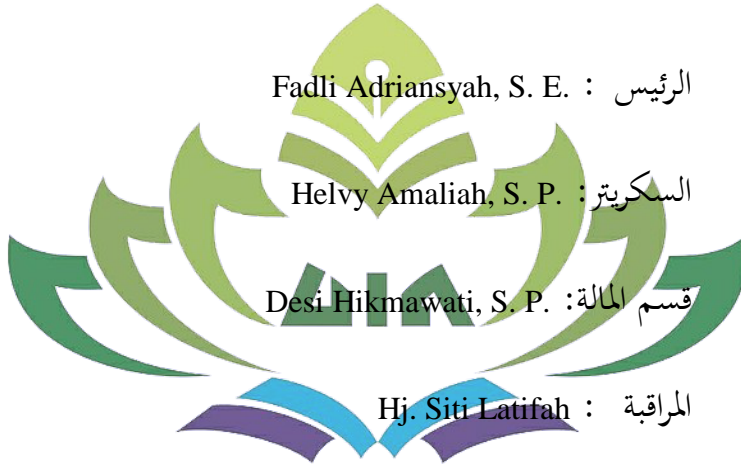 الرئيس : Fadli Adriansyah, S. E.
السكريتر: Helvy Amaliah, S. P.
قسم المالة: Desi Hikmawati, S. P.
المراقبة : Hj. Siti Latifah